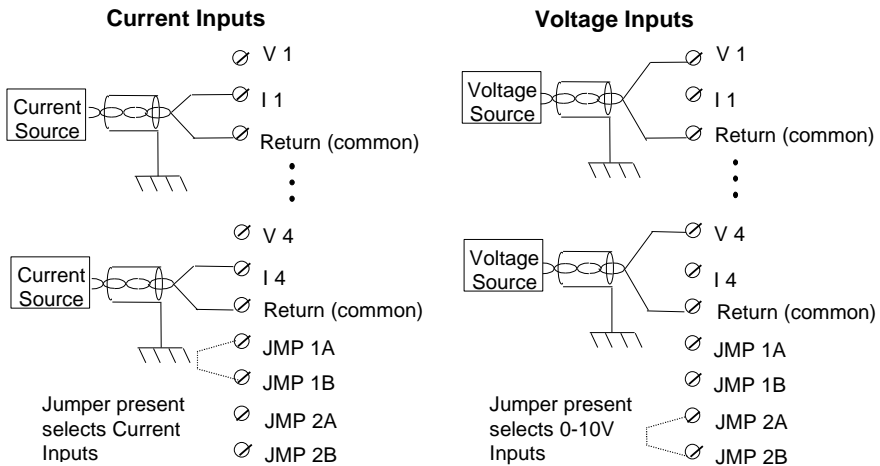 Current Inputs
V 1
I 1
Current
Source
Return (common)
V 4
I 4
Current
Source
Return (common)
JMP 1A
JMP 1B
Jumper present
selects Current
Inputs
JMP 2A
JMP 2B
Voltage Inputs
V 1
I 1
Voltage
Source
Return (common)
V 4
I 4
Voltage
Source
Return (common)
JMP 1A
JMP 1B
Jumper present
selects 0-10V
Inputs
JMP 2A
JMP 2B